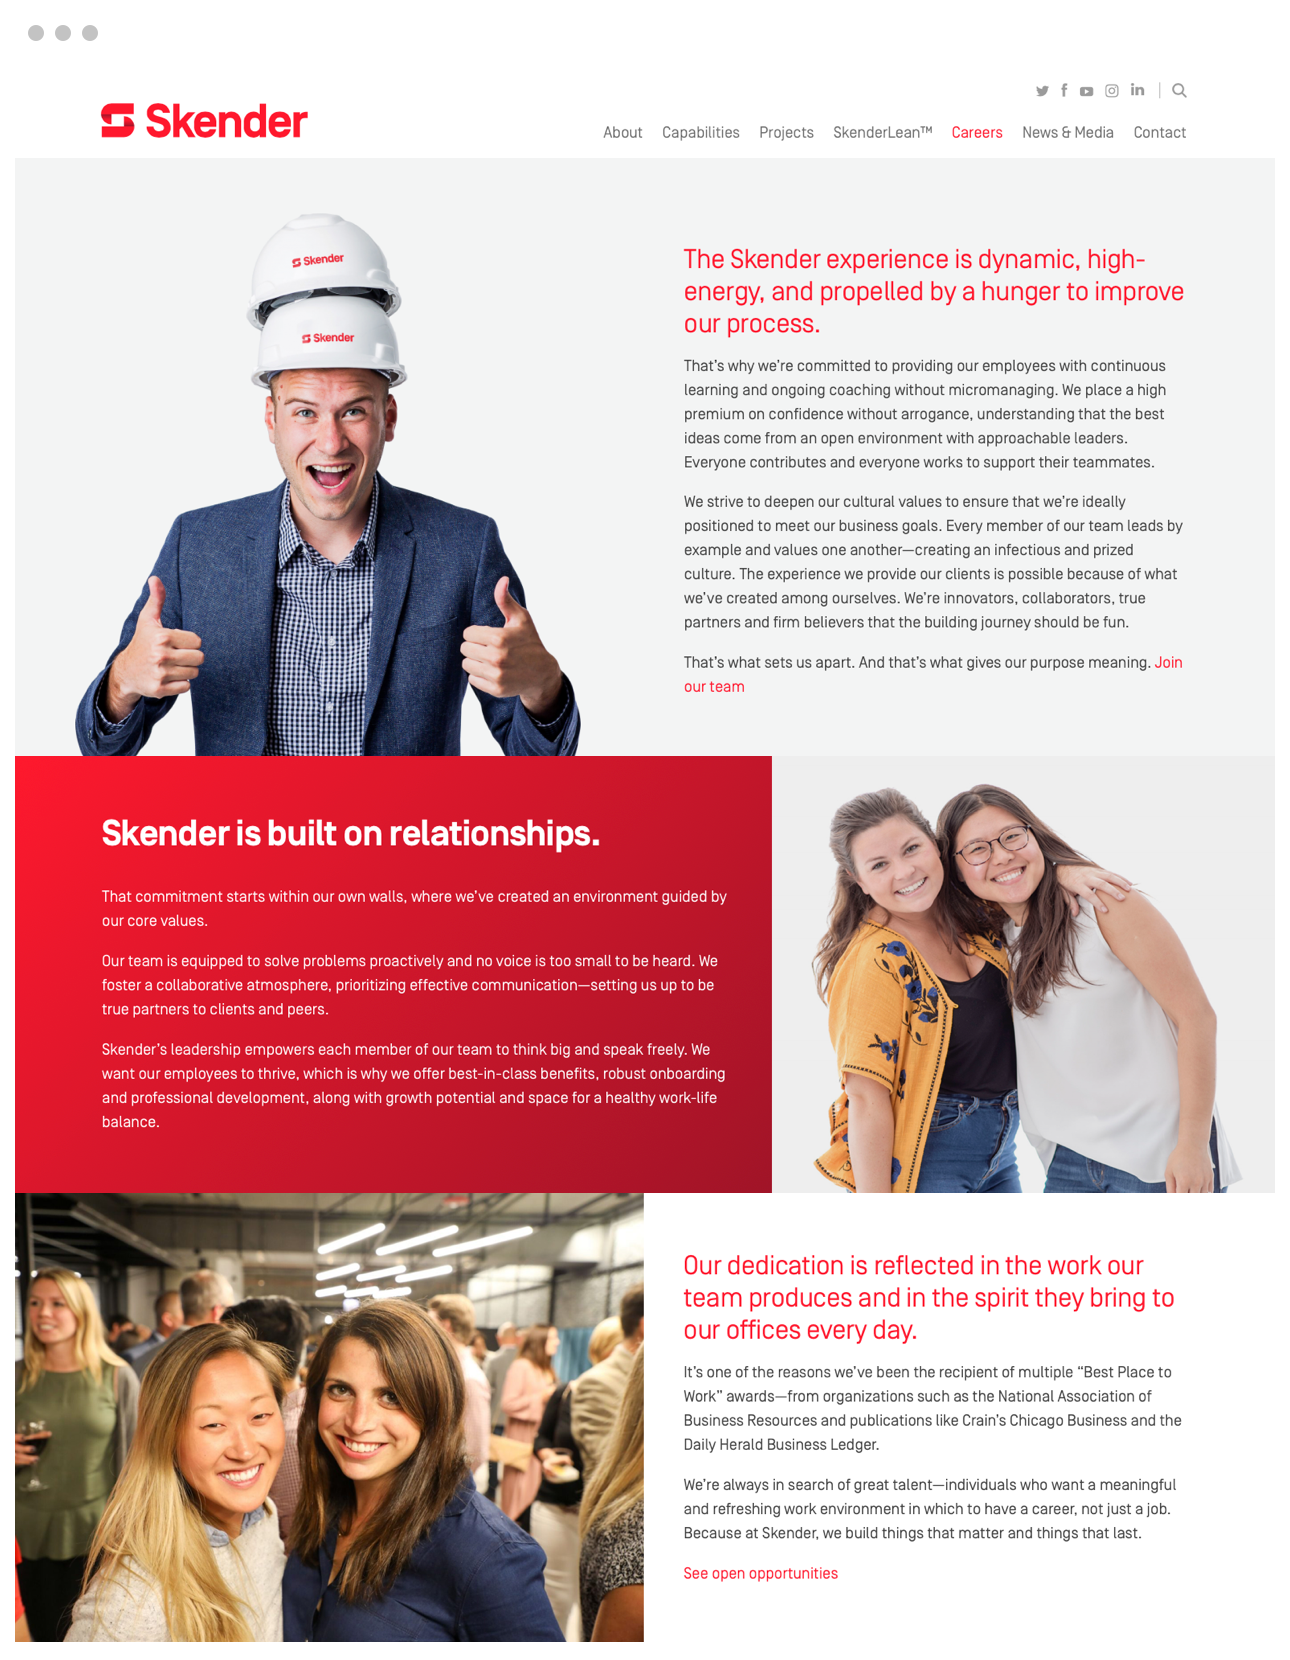 Skender
About Capabilities Projects SkenderLean™ Careers News & Media Contact
Skender
Skender
The Skender experience is dynamic, high-
energy, and propelled by a hunger to improve
our process.
That's why we're committed to providing our employees with continuous
learning and ongoing coaching without micromanaging. We place a high
premium on confidence without arrogance, understanding that the best
ideas come from an open environment with approachable leaders.
Everyone contributes and everyone works to support their teammates.
We strive to deepen our cultural values to ensure that we're ideally
positioned to meet our business goals. Every member of our team leads by
example and values one another—creating an infectious and prized
culture. The experience we provide our clients is possible because of what
we've created among ourselves. We're innovators, collaborators, true
partners and firm believers that the building journey should be fun.
That's what sets us apart. And that's what gives our purpose meaning. Join
our team
Skender is built on relationships.
That commitment starts within our own walls, where we've created an environment guided by
our core values.
Our team is equipped to solve problems proactively and no voice is too small to be heard. We
foster a collaborative atmosphere, prioritizing effective communication—setting us up to be
true partners to clients and peers.
Skender's leadership empowers each member of our team to think big and speak freely. We
want our employees to thrive, which is why we offer best-in-class benefits, robust onboarding
and professional development, along with growth potential and space for a healthy work-life
balance.
Our dedication is reflected in the work our
team produces and in the spirit they bring to
our offices every day.
It's one of the reasons we've been the recipient of multiple “Best Place to
Work” awards—from organizations such as the National Association of
Business Resources and publications like Crain's Chicago Business and the
Daily Herald Business Ledger.
We're always in search of great talent—individuals who want a meaningful
and refreshing work environment in which to have a career, not just a job.
Because at Skender, we build things that matter and things that last.
See open opportunities